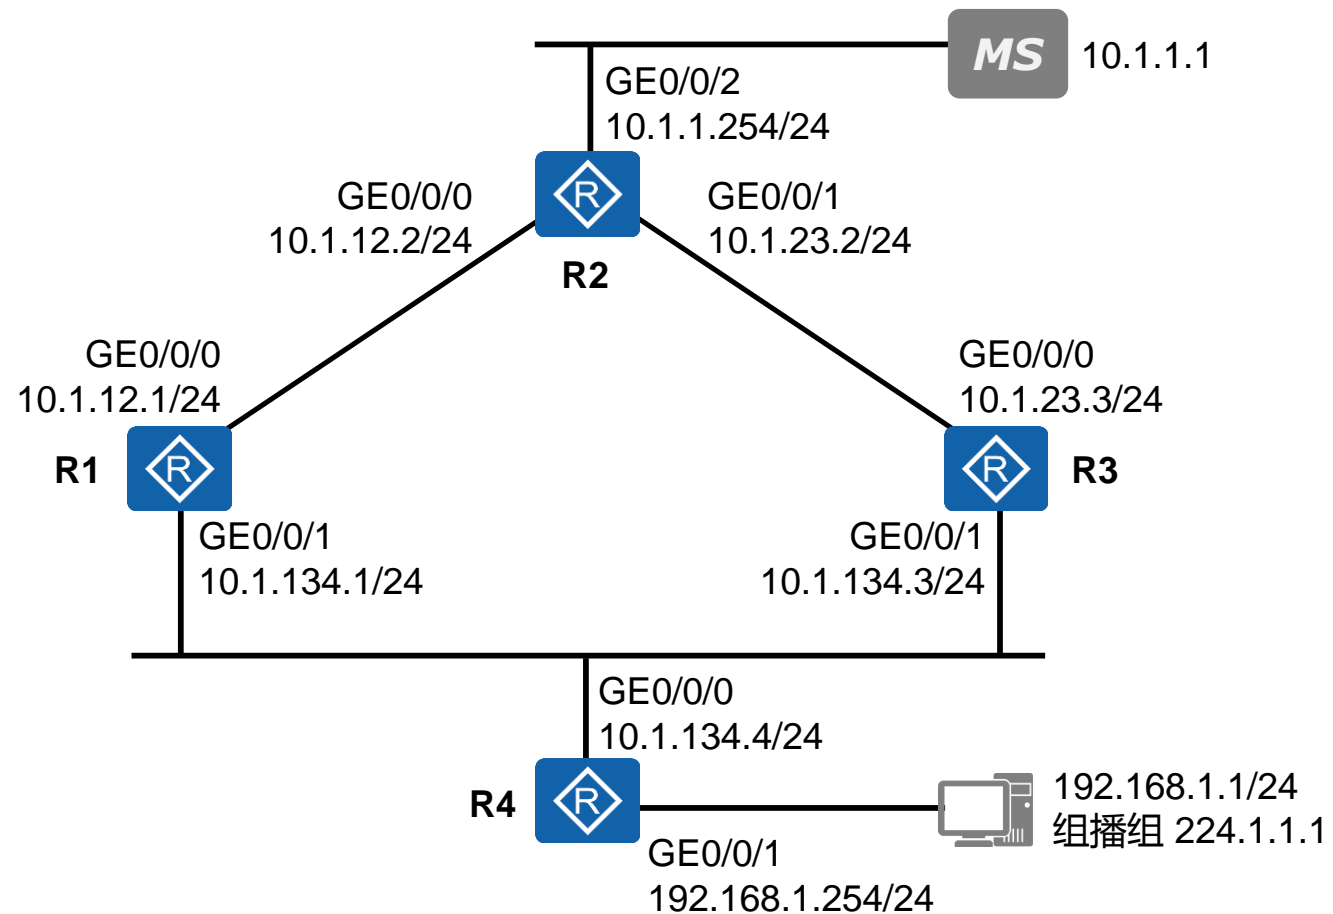 MS
10.1.1.1
GE0/0/2
10.1.1.254/24
GE0/0/0
10.1.12.2/24
R
GE0/0/1
10.1.23.2/24
R2
GE0/0/0
10.1.12.1/24
GE0/0/0
10.1.23.3/24
R1
R
R
R3
GE0/0/1
10.1.134.1/24
GE0/0/1
10.1.134.3/24
GE0/0/0
10.1.134.4/24
R4
R
192.168.1.1/24
组播组 224.1.1.1
GE0/0/1
192.168.1.254/24